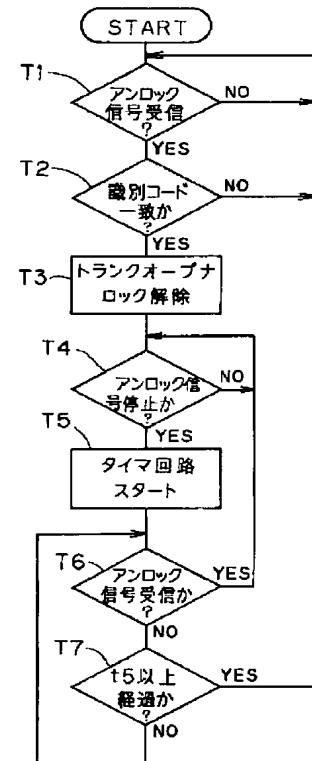 START
T1
アンロック
信号受信
?
NO
YES
T2
識別コード
一致か
?
NO
YES
T3
トランクオープナ
ロック解除
T4
アンロック信
号停止か
?
NO
YES
T5
タイマ回路
スタート
T6
アンロック
信号受信か
?
YES
NO
T7
t5以上
経過か
?
YES
NO